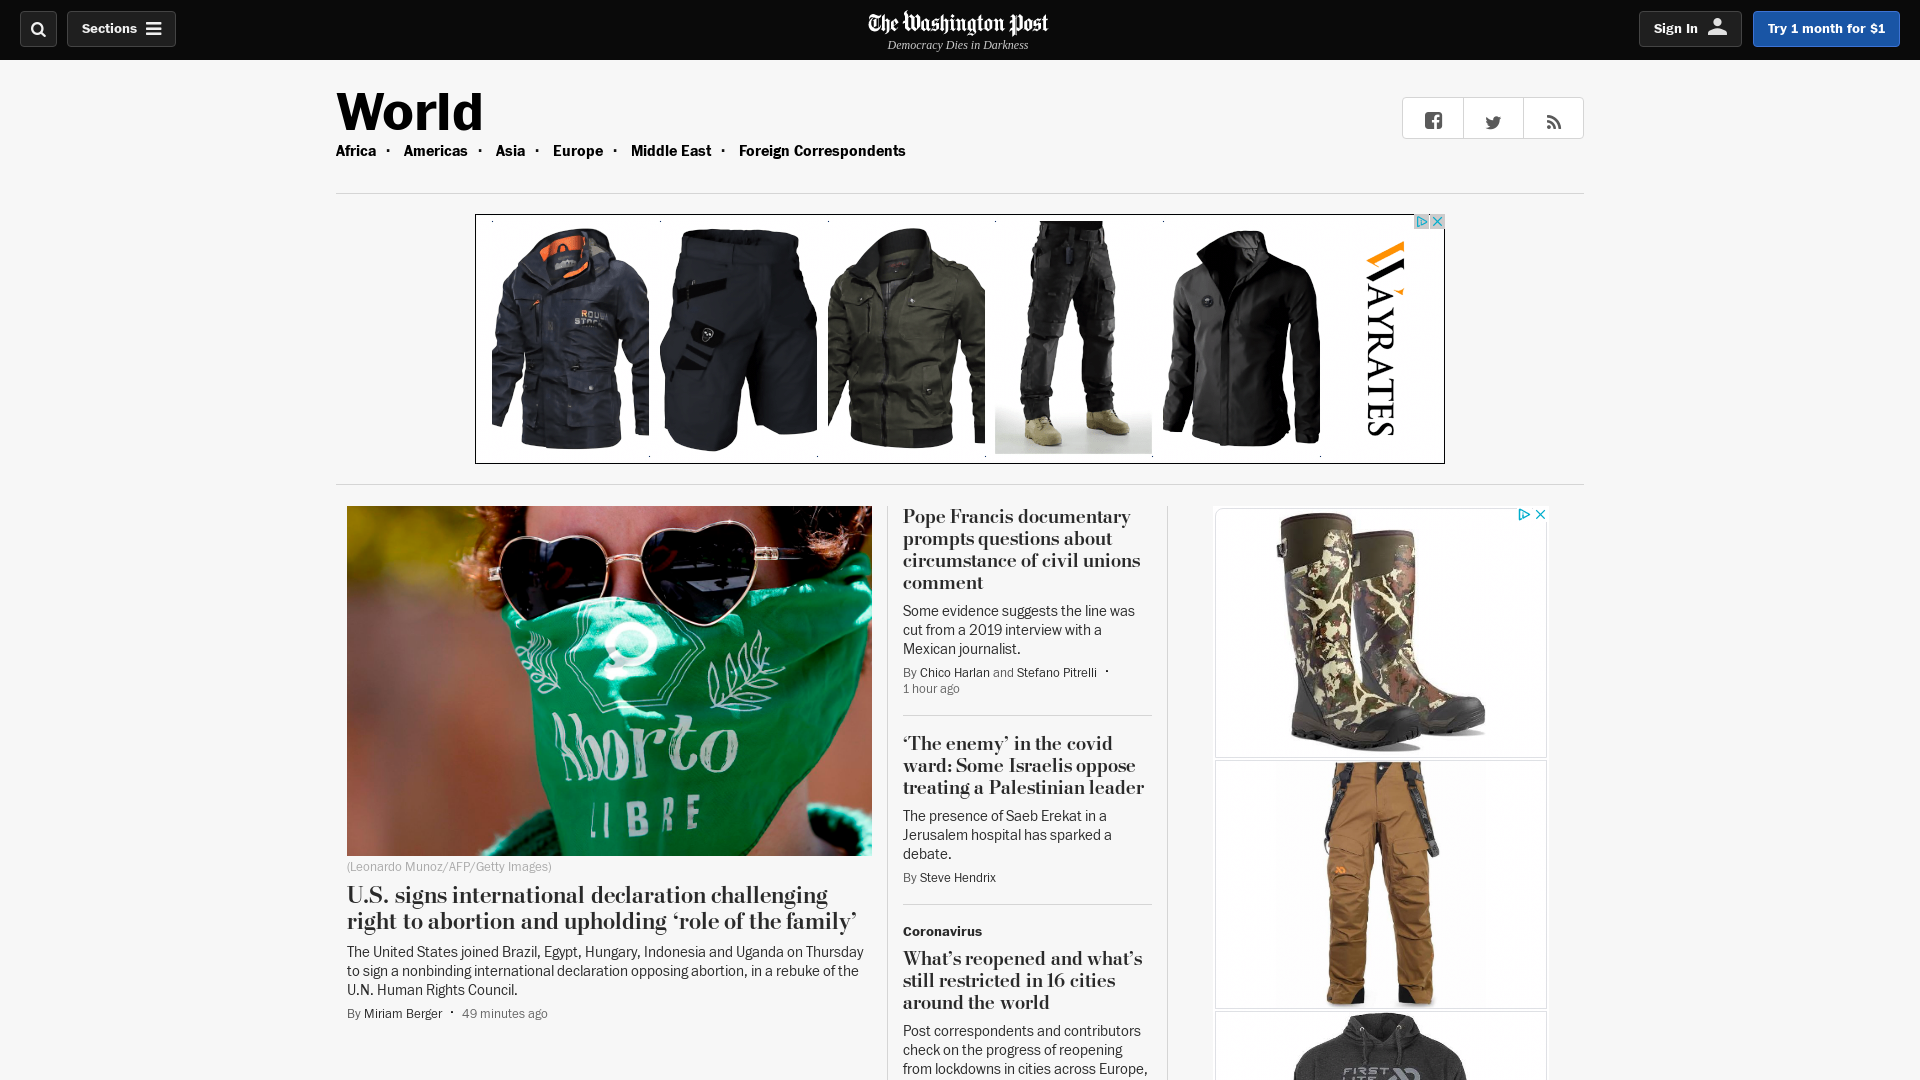 Sections
The Washington Post
Democracy Dies in Darkness
Sign In
Try 1 month for $1
World
Africa · Americas · Asia · Europe · Middle East · Foreign Correspondents
ROUGH
WAYRATES
Aborto
LIBRE
(Leonardo Munoz/AFP/Getty Images)
U.S. signs international declaration challenging
right to abortion and upholding ‘role of the family’
The United States joined Brazil, Egypt, Hungary, Indonesia and Uganda on Thursday
to sign a nonbinding international declaration opposing abortion, in a rebuke of the
U.N. Human Rights Council.
By Miriam Berger · 49 minutes ago
Pope Francis documentary
prompts questions about
circumstance of civil unions
comment
Some evidence suggests the line was
cut from a 2019 interview with a
Mexican journalist.
By Chico Harlan and Stefano Pitrelli ·
1 hour ago
‘The enemy’ in the covid
ward: Some Israelis oppose
treating a Palestinian leader
The presence of Saeb Erekat in a
Jerusalem hospital has sparked a
debate.
By Steve Hendrix
Coronavirus
What’s reopened and what’s
still restricted in 16 cities
around the world
Post correspondents and contributors
check on the progress of reopening
from lockdowns in cities across Europe,
FIRST
LITE